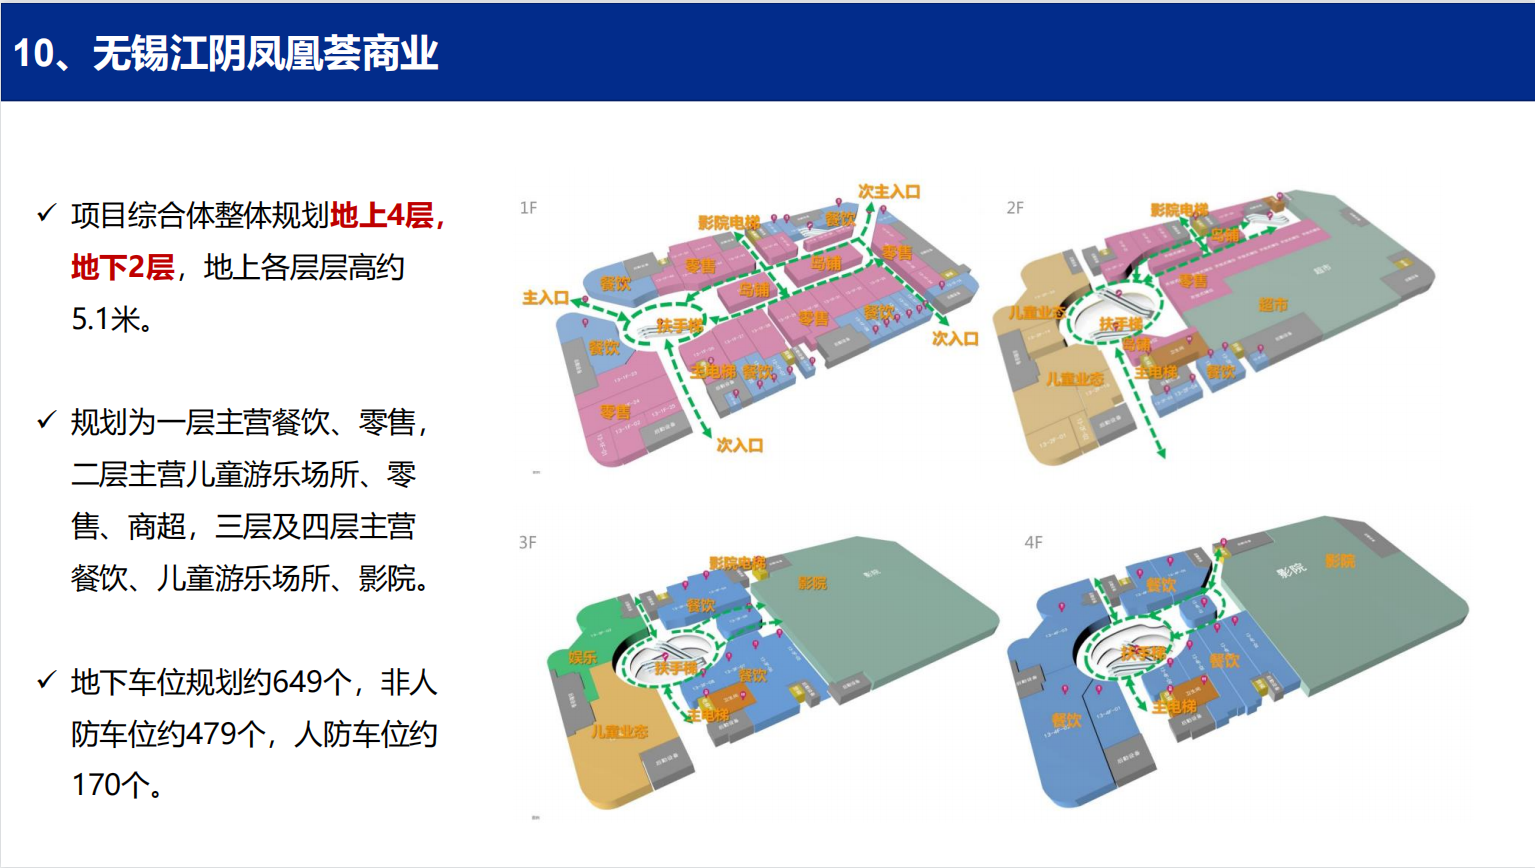 10、无锡江阴凤凰荟商业
✓ 项目综合体整体规划地上4层，
地下2层，地上各层层高约
5.1米。
✓ 规划为一层主营餐饮、零售，
二层主营儿童游乐场所、零
售、商超，三层及四层主营
餐饮、儿童游乐场所、影院。
✓ 地下车位规划约649个，非人
防车位约479个，人防车位约
170个。
1F
次主入口
影院电梯
餐饮
零售
零售
岛铺
餐饮
岛铺
主入口
扶手梯
零售
餐饮
次入口
餐饮
主电梯
餐饮
零售
次入口
2F
影院电梯
岛铺
零售
超市
超市
儿童业态
扶手梯
岛铺
儿童业态
主电梯
餐饮
3F
影院电梯
影院
影院
餐饮
娱乐
扶手梯
餐饮
主电梯
儿童业态
4F
影院
影院
餐饮
扶手梯
餐饮
主电梯
餐饮